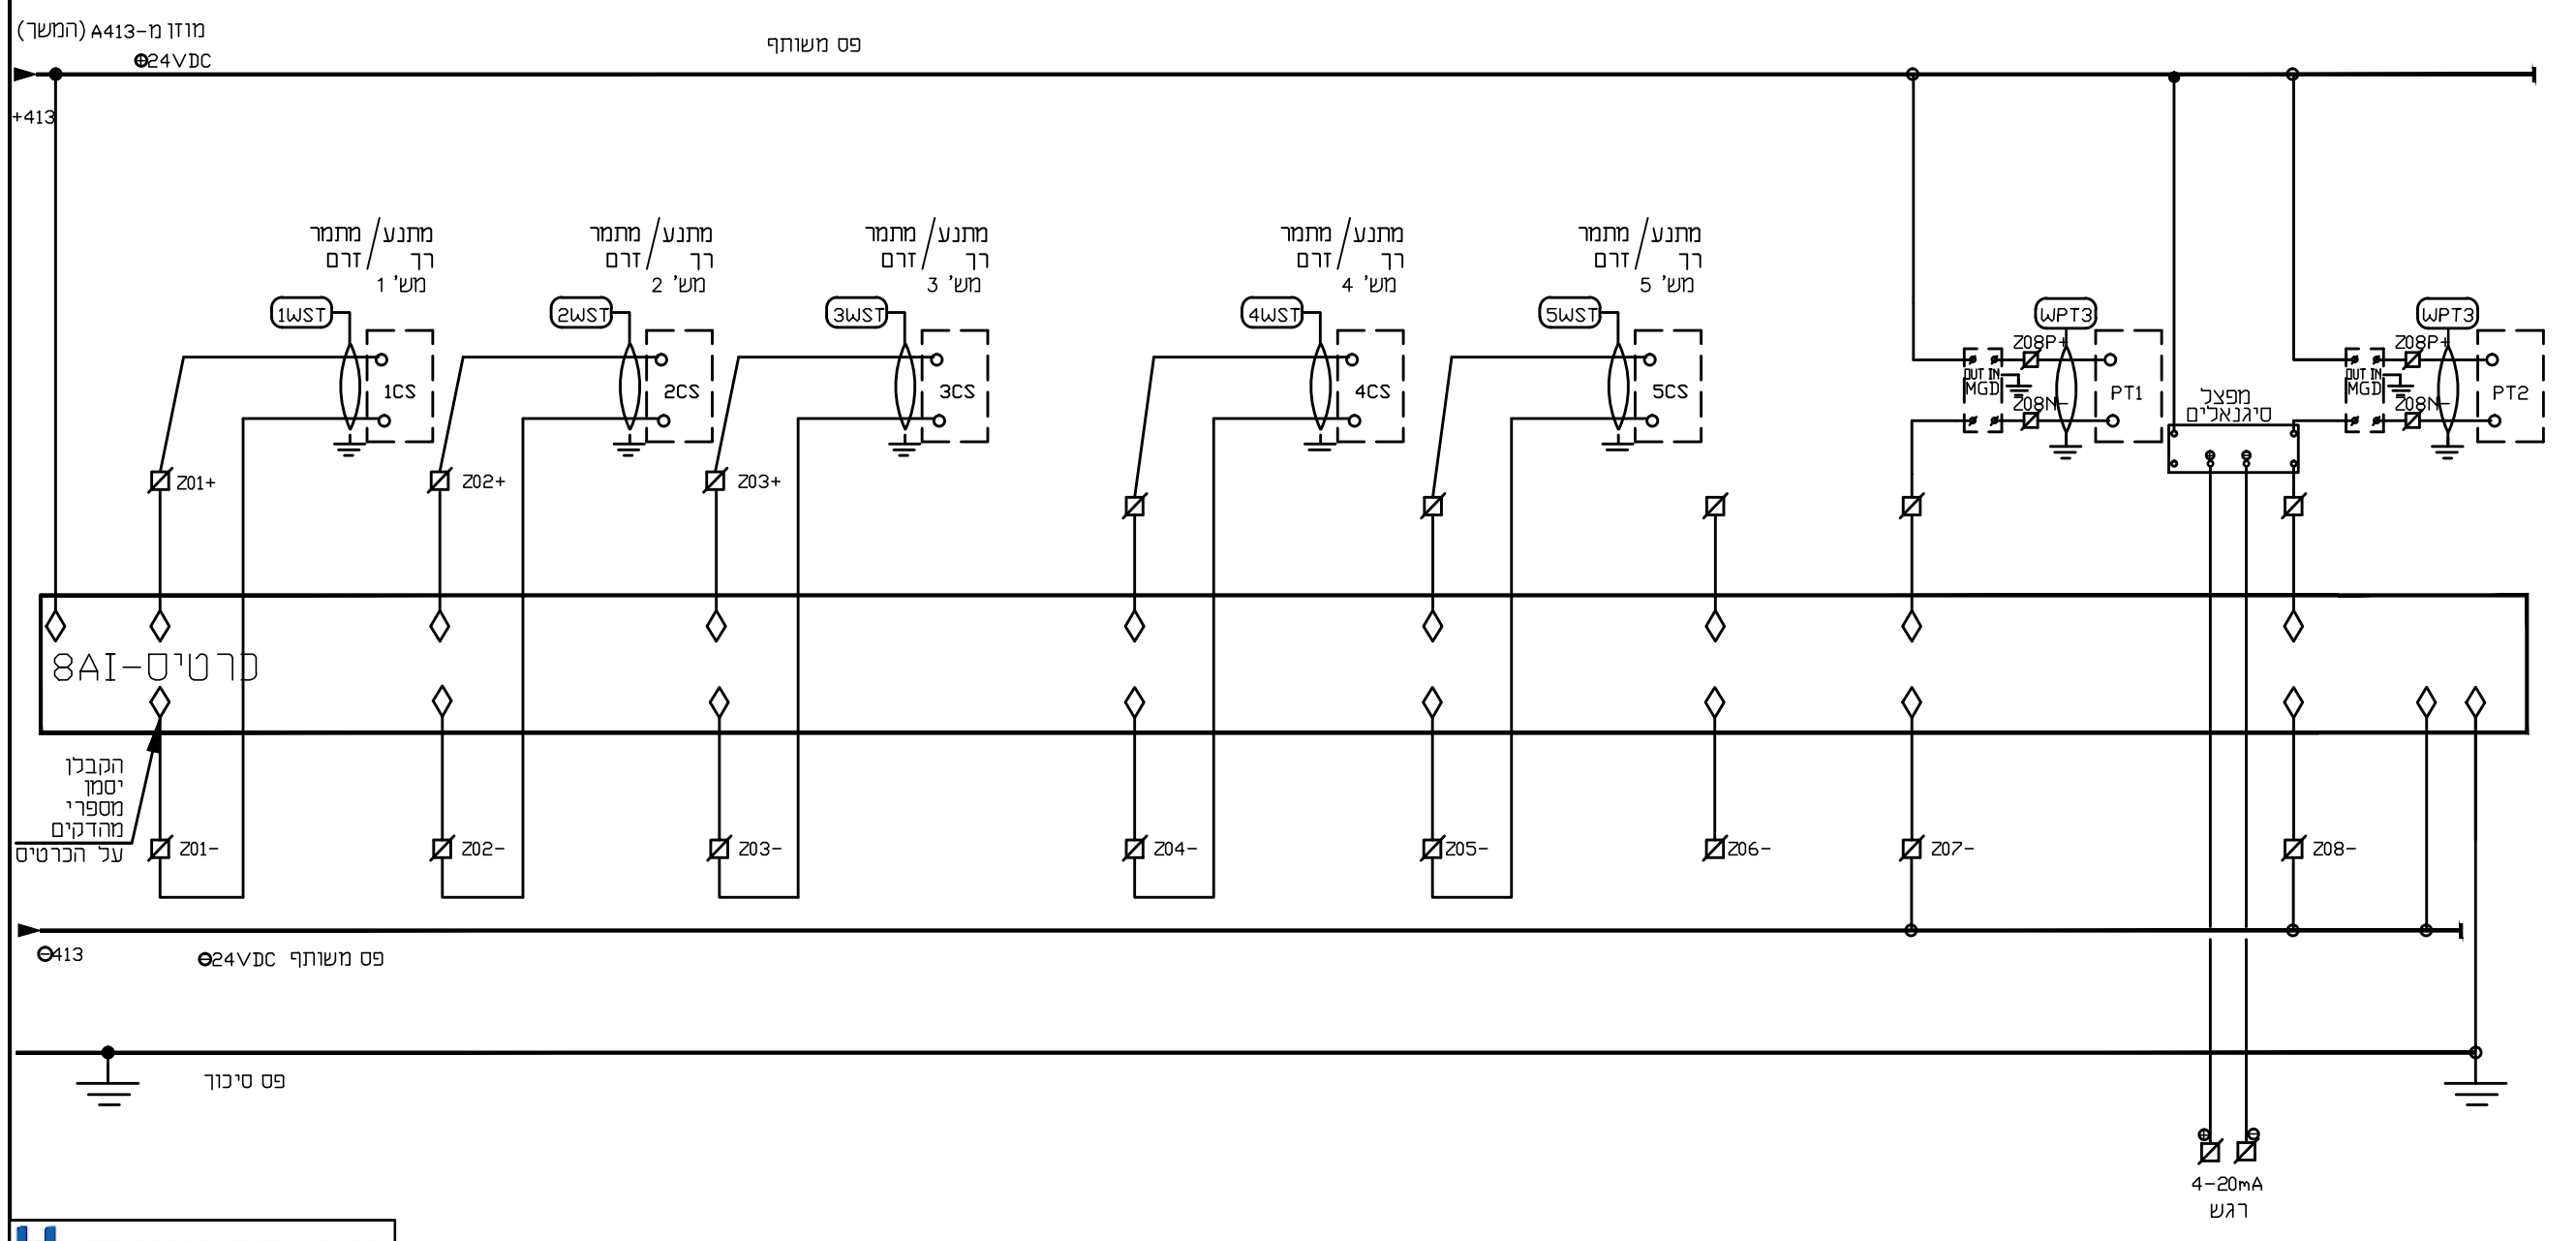 מוזן מ-A413 (המשך)
⊕24VDC
פס משותף
+413
מתנע/מתמר
רך/זרם
מש' 1
מתנע/מתמר
רך/זרם
מש' 2
מתנע/מתמר
רך/זרם
מש' 3
מתנע/מתמר
רך/זרם
מש' 4
מתנע/מתמר
רך/זרם
מש' 5
1WST
2WST
3WST
4WST
5WST
WPT3
WPT3
Z08P+
Z08P+
1CS
2CS
3CS
4CS
5CS
OUT IN
MGD
PT1
OUT IN
MGD
PT2
Z08N-
Z08N-
מפצל
סיגנאלים
Z01+
Z02+
Z03+
כרטיס-8AI
הקבלן
יסמן
מספרי
מהדקים
על הכרטיס
Z01-
Z02-
Z03-
Z04-
Z05-
Z06-
Z07-
Z08-
⊖413
⊖24VDC פס משותף
פס סיכוך
4-20mA
רגש